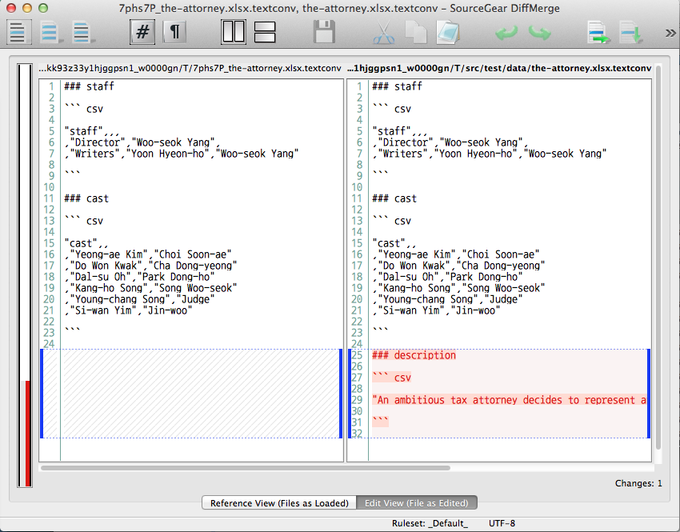 7phs7P_the-attorney.xlsx.textconv, the-attorney.xlsx.textconv - SourceGear DiffMerge
# ¶ »
...kk93z33y1hjggpsn1_w0000gn/T/7phs7P_the-attorney.xlsx.textconv
1 ### staff
2
3 ``` csv
4
5 "staff",,,
6 ,"Director","Woo-seok Yang",
7 ,"Writers","Yoon Hyeon-ho","Woo-seok Yang"
8
9 ```
10
11 ### cast
12
13 ``` csv
14
15 "cast",,
16 ,"Yeong-ae Kim","Choi Soon-ae"
17 ,"Do Won Kwak","Cha Dong-yeong"
18 ,"Dal-su Oh","Park Dong-ho"
19 ,"Kang-ho Song","Song Woo-seok"
20 ,"Young-chang Song","Judge"
21 ,"Si-wan Yim","Jin-woo"
22
23 ```
24
...1hjggpsn1_w0000gn/T/src/test/data/the-attorney.xlsx.textconv
1 ### staff
2
3 ``` csv
4
5 "staff",,,
6 ,"Director","Woo-seok Yang",
7 ,"Writers","Yoon Hyeon-ho","Woo-seok Yang"
8
9 ```
10
11 ### cast
12
13 ``` csv
14
15 "cast",,
16 ,"Yeong-ae Kim","Choi Soon-ae"
17 ,"Do Won Kwak","Cha Dong-yeong"
18 ,"Dal-su Oh","Park Dong-ho"
19 ,"Kang-ho Song","Song Woo-seok"
20 ,"Young-chang Song","Judge"
21 ,"Si-wan Yim","Jin-woo"
22
23 ```
24
25 ### description
26
27 ``` csv
28
29 "An ambitious tax attorney decides to represent a
30
31 ```
32
Changes: 1
Reference View (Files as Loaded) Edit View (File as Edited)
Ruleset: _Default_ UTF-8